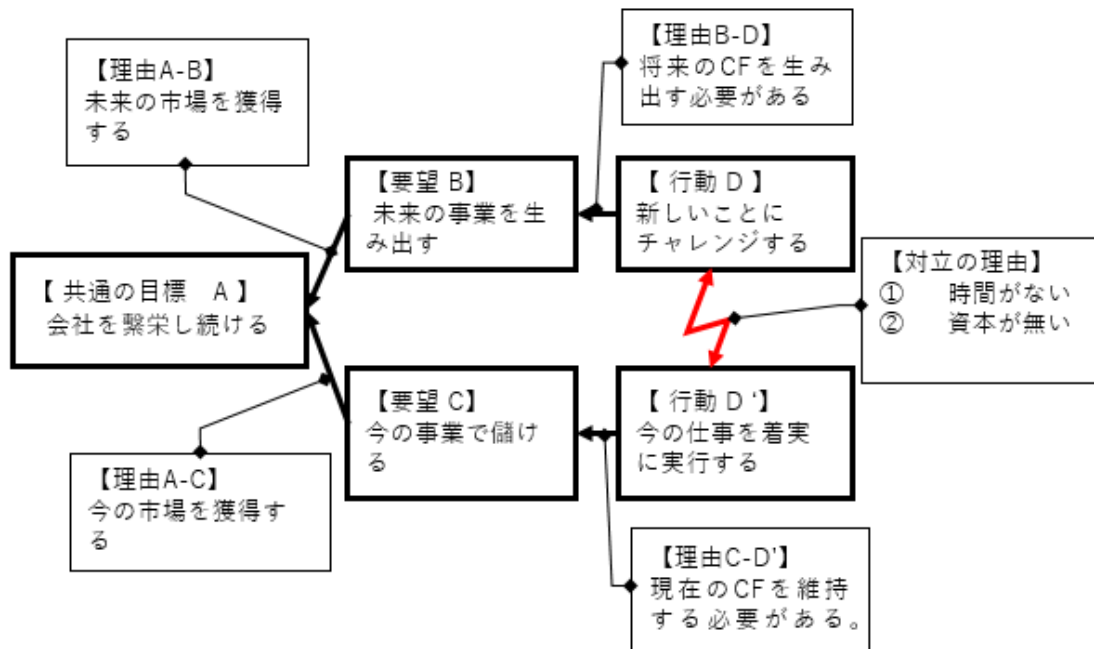 【理由A-B】
未来の市場を獲得
する
【理由B-D】
将来のCFを生み
出す必要がある
【要望 B】
未来の事業を生
み出す
【 行動 D 】
新しいことに
チャレンジする
【対立の理由】
① 時間がない
② 資本が無い
【 共通の目標 A 】
会社を繫栄し続ける
【要望 C】
今の事業で儲け
る
【 行動 D ‘】
今の仕事を着実
に実行する
【理由A-C】
今の市場を獲得す
る
【理由C-D’】
現在のCFを維持
する必要がある。